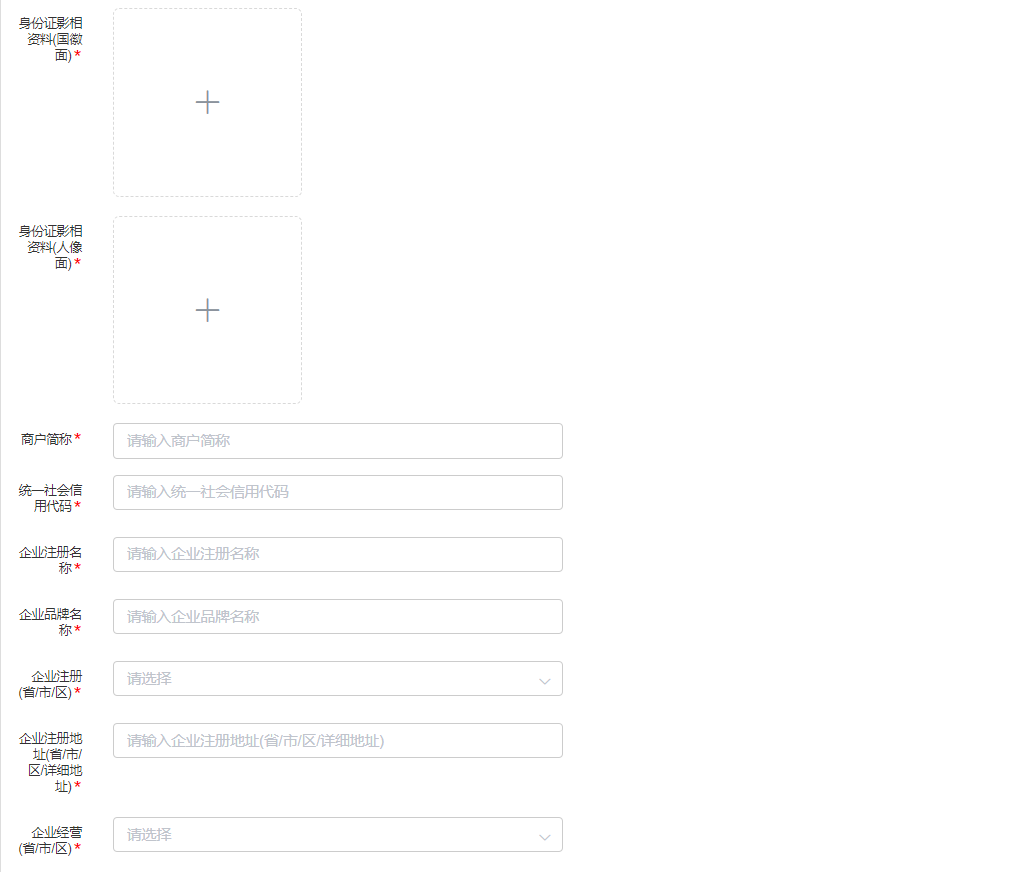 身份证影相
资料(国徽
面)*
身份证影相
资料(人像
面)*
商户简称*
请输入商户简称
统一社会信
用代码*
请输入统一社会信用代码
企业注册名
称*
请输入企业注册名称
企业品牌名
称*
请输入企业品牌名称
企业注册
(省/市/区)*
请选择
企业注册地
址(省/市/
区/详细地
址)*
请输入企业注册地址(省/市/区/详细地址)
企业经营
(省/市/区)*
请选择